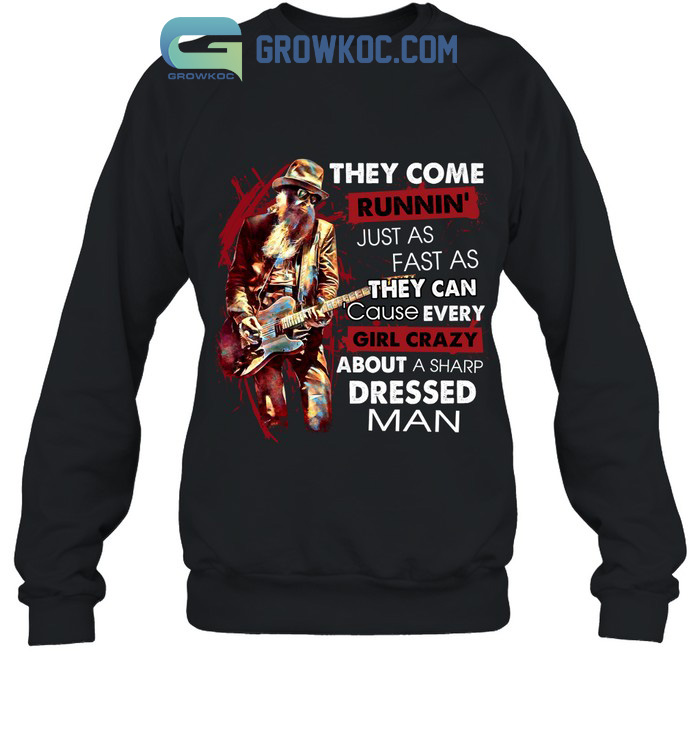 GROWKOC
GROWKOC.COM
THEY COME
RUNNIN'
JUST AS
FAST AS
THEY CAN
'Cause EVERY
GIRL CRAZY
ABOUT A SHARP
DRESSED
MAN